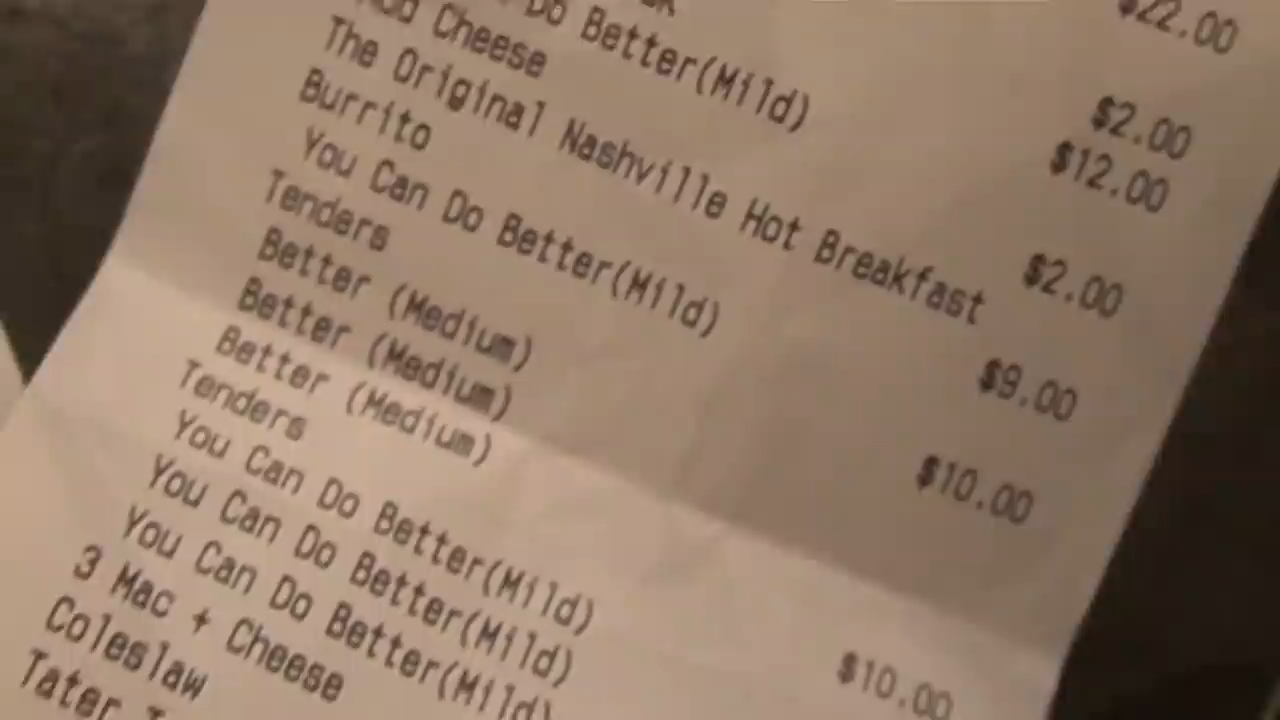 $22.00
$2.00
$12.00
Do Better(Mild)
Cheese $2.00
The Original Nashville Hot Breakfast
Burrito $9.00
You Can Do Better(Mild)
Tenders $10.00
Better (Medium)
Better (Medium)
Better (Medium)
Tenders $10.00
You Can Do Better(Mild)
You Can Do Better(Mild)
You Can Do Better(Mild)
3 Mac + Cheese
Coleslaw
Tater